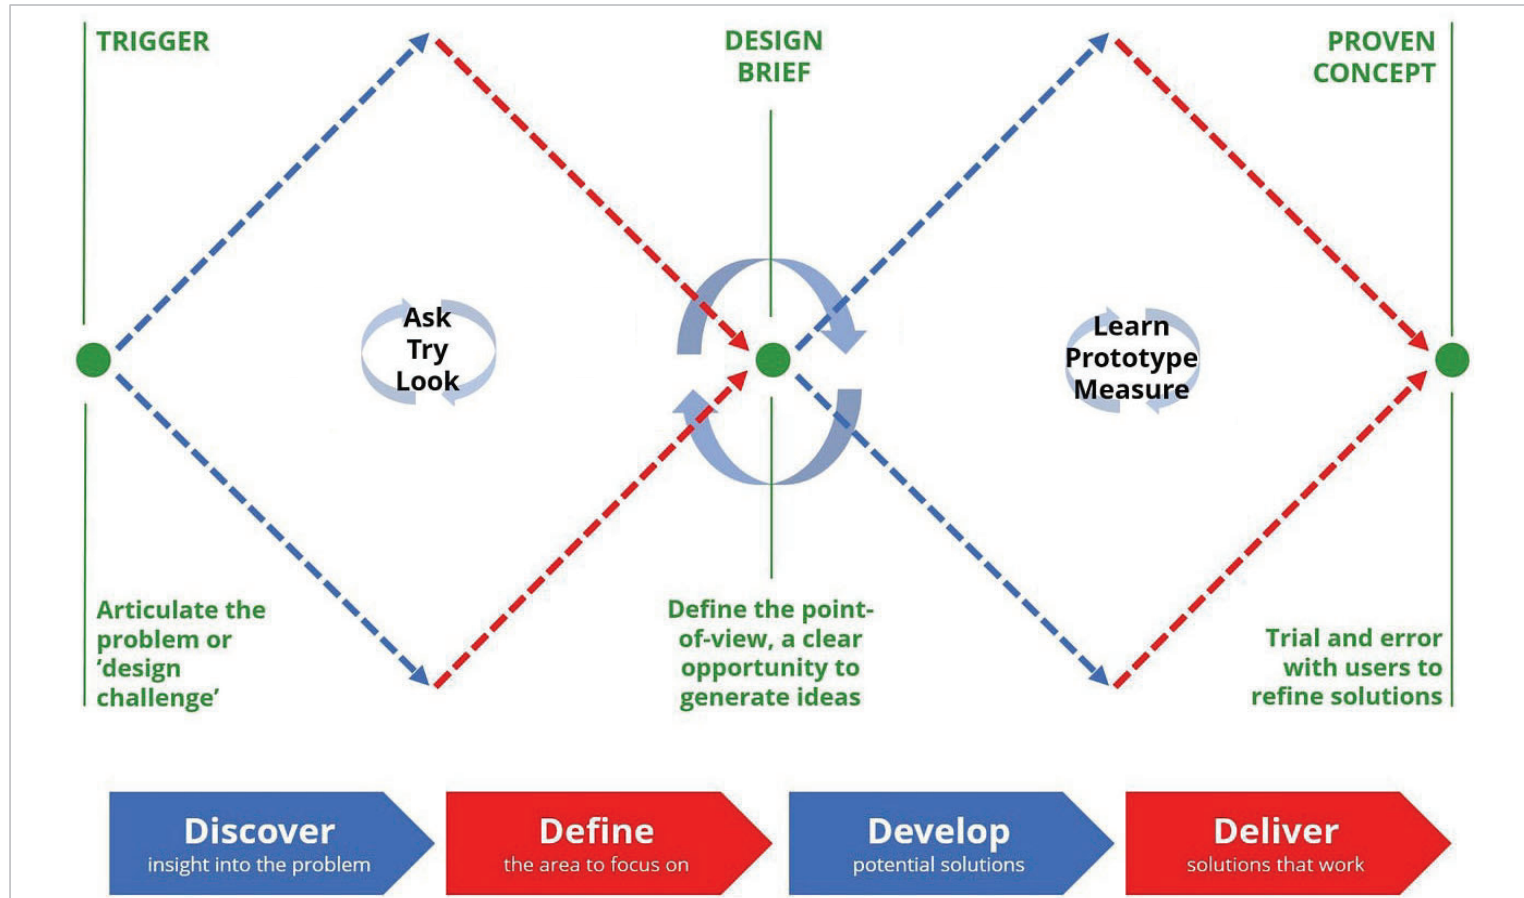 TRIGGER
DESIGN
BRIEF
PROVEN
CONCEPT
Ask
Try
Look
Learn
Prototype
Measure
Articulate the
problem or
‘design
challenge’
Define the point-
of-view, a clear
opportunity to
generate ideas
Trial and error
with users to
refine solutions
Discover
insight into the problem
Define
the area to focus on
Develop
potential solutions
Deliver
solutions that work